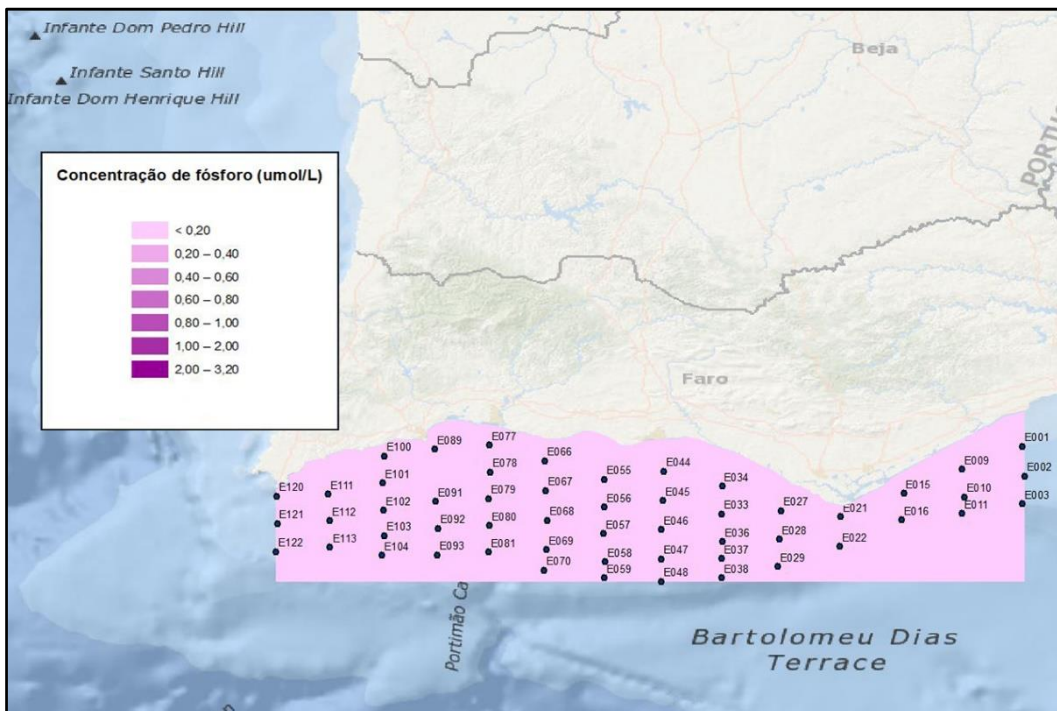 Infante Dom Pedro Hill
Infante Santo Hill
Infante Dom Henrique Hill
Beja
Concentração de fósforo (umol/L)
< 0,20
0,20 – 0,40
0,40 – 0,60
0,60 – 0,80
0,80 – 1,00
1,00 – 2,00
2,00 – 3,20
Faro
E001
E002
E003
E009
E010
E011
E015
E016
E021
E022
E027
E028
E029
E034
E033
E036
E037
E038
E044
E045
E046
E047
E048
E055
E056
E057
E058
E059
E066
E067
E068
E069
E070
E077
E078
E079
E080
E081
E089
E091
E092
E093
E100
E101
E102
E103
E104
E111
E112
E113
E120
E121
E122
Portimão Ca
Bartolomeu Dias
Terrace